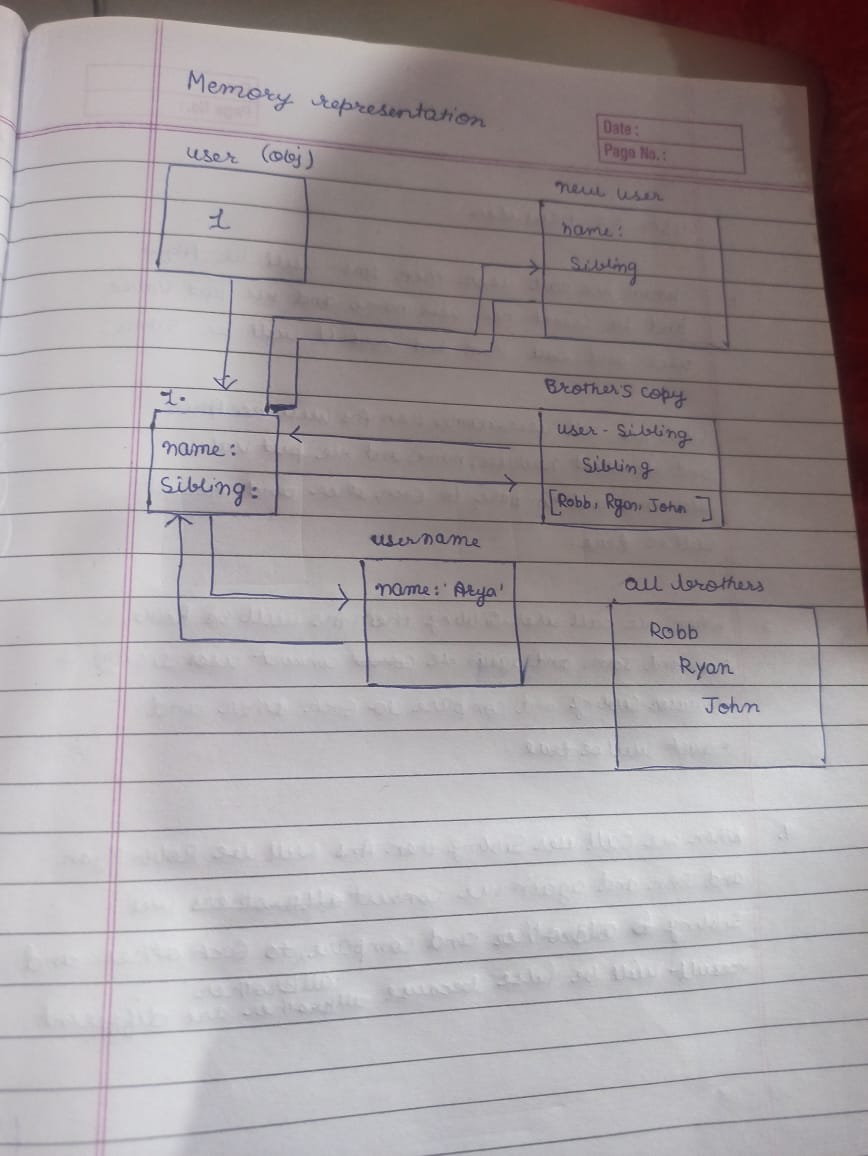 Memory representation
Date :
Page No. :
user (obj)
1
new user
name :
Sibling
1.
name :
Sibling :
Brother's copy
user - Sibling
Sibling
[Robb, Ryan, John ]
username
name : 'Arya'
all brothers
Robb
Ryan
John